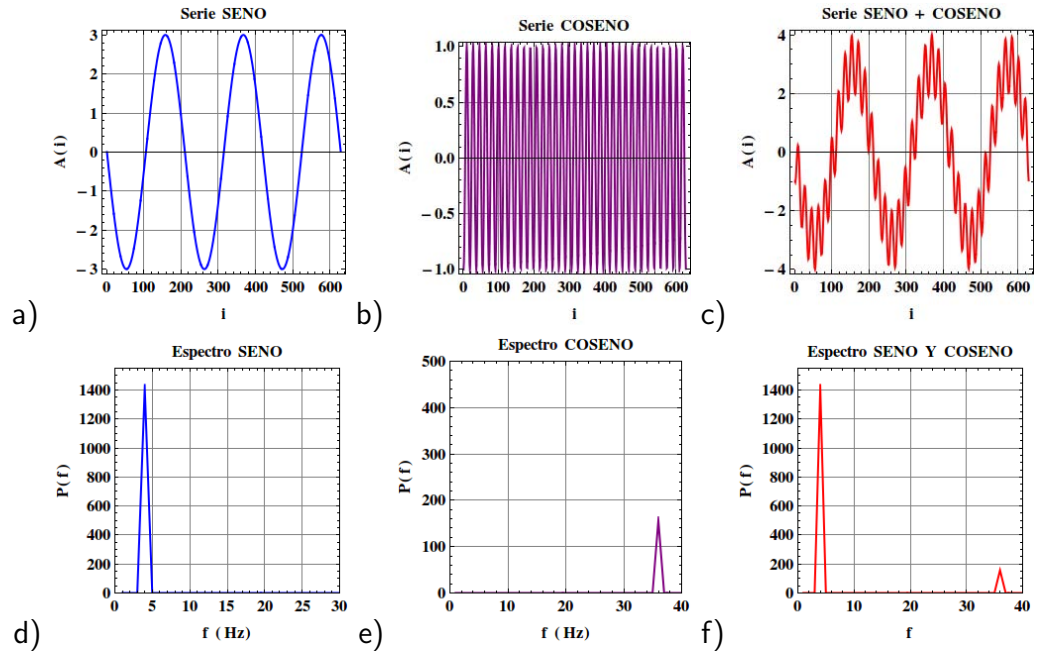 Serie SENO
3
2
1
0
−1
−2
−3
A(i)
0 100 200 300 400 500 600
i
a)
Serie COSENO
1.0
0.5
0.0
−0.5
−1.0
A(i)
0 100 200 300 400 500 600
i
b)
Serie SENO + COSENO
4
2
0
−2
−4
A(i)
0 100 200 300 400 500 600
i
c)
Espectro SENO
1400
1200
1000
800
600
400
200
0
P(f)
0 5 10 15 20 25 30
f (Hz)
d)
Espectro COSENO
500
400
300
200
100
0
P(f)
0 10 20 30 40
f (Hz)
e)
Espectro SENO Y COSENO
1400
1200
1000
800
600
400
200
0
P(f)
0 10 20 30 40
f
f)